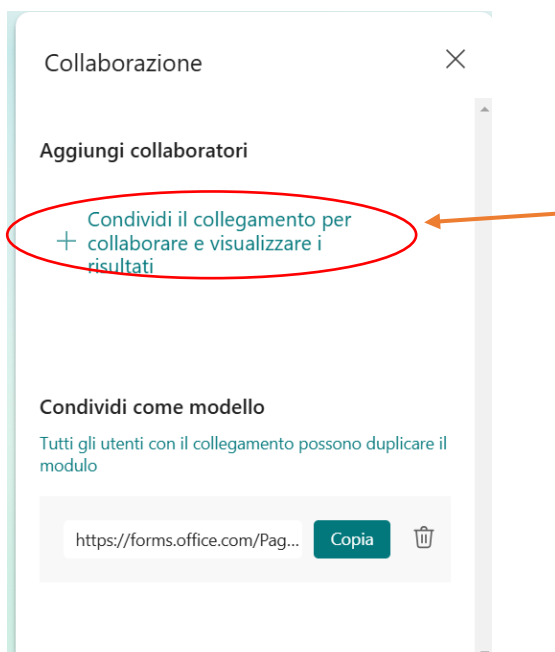 Collaborazione
Aggiungi collaboratori
Condividi il collegamento per
collaborare e visualizzare i
risultati
Condividi come modello
Tutti gli utenti con il collegamento possono duplicare il
modulo
https://forms.office.com/Pag... Copia